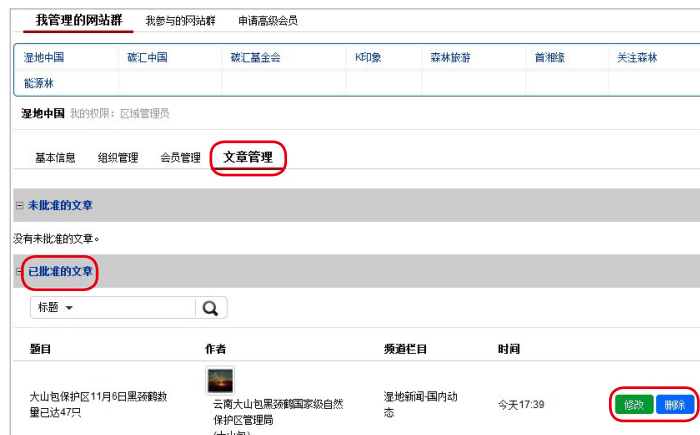 我管理的网站群 我参与的网站群 申请高级会员
湿地中国 碳汇中国 碳汇基金会 K印象 森林旅游 首湘缘 关注森林
能源林
湿地中国 我的权限：区域管理员
基本信息 组织管理 会员管理 文章管理
未批准的文章
没有未批准的文章。
已批准的文章
标题
题目 作者 频道栏目 时间
大山包保护区11月6日黑颈鹤数
量已达47只
云南大山包黑颈鹤国家级自然
保护区管理局
(大山包)
湿地新闻-国内动
态
今天17:39
修改 删除